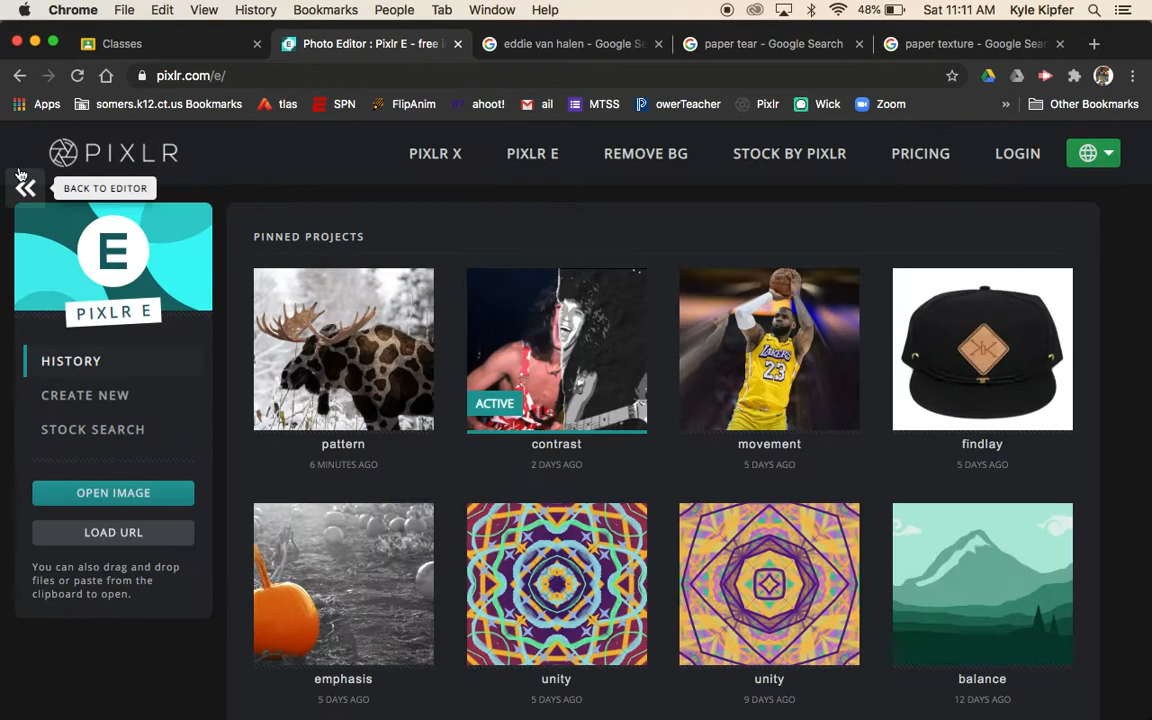 Chrome File Edit View History Bookmarks People Tab Window Help 48% Sat 11:11 AM Kyle Kipfer
Classes × Photo Editor : Pixlr E - free × eddie van halen - Google Se × paper tear - Google Search × paper texture - Google Sear × +
pixlr.com/e/
Apps somers.k12.ct.us Bookmarks tlas SPN FlipAnim ahoot! ail MTSS owerTeacher Pixlr Wick Zoom » Other Bookmarks
PIXLR PIXLR X PIXLR E REMOVE BG STOCK BY PIXLR PRICING LOGIN
BACK TO EDITOR
E
PIXLR E
HISTORY
CREATE NEW
STOCK SEARCH
OPEN IMAGE
LOAD URL
You can also drag and drop
files or paste from the
clipboard to open.
PINNED PROJECTS
ACTIVE
LAKERS
23
pattern contrast movement findlay
6 MINUTES AGO 2 DAYS AGO 5 DAYS AGO 5 DAYS AGO
emphasis unity unity balance
5 DAYS AGO 5 DAYS AGO 9 DAYS AGO 12 DAYS AGO